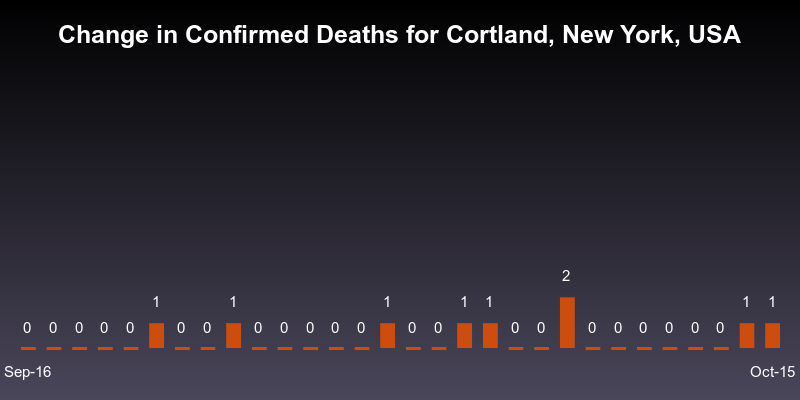 Change in Confirmed Deaths for Cortland, New York, USA
2
1 1 1 1 1 1 1
0 0 0 0 0 0 0 0 0 0 0 0 0 0 0 0 0 0 0 0 0 0
Sep-16 Oct-15